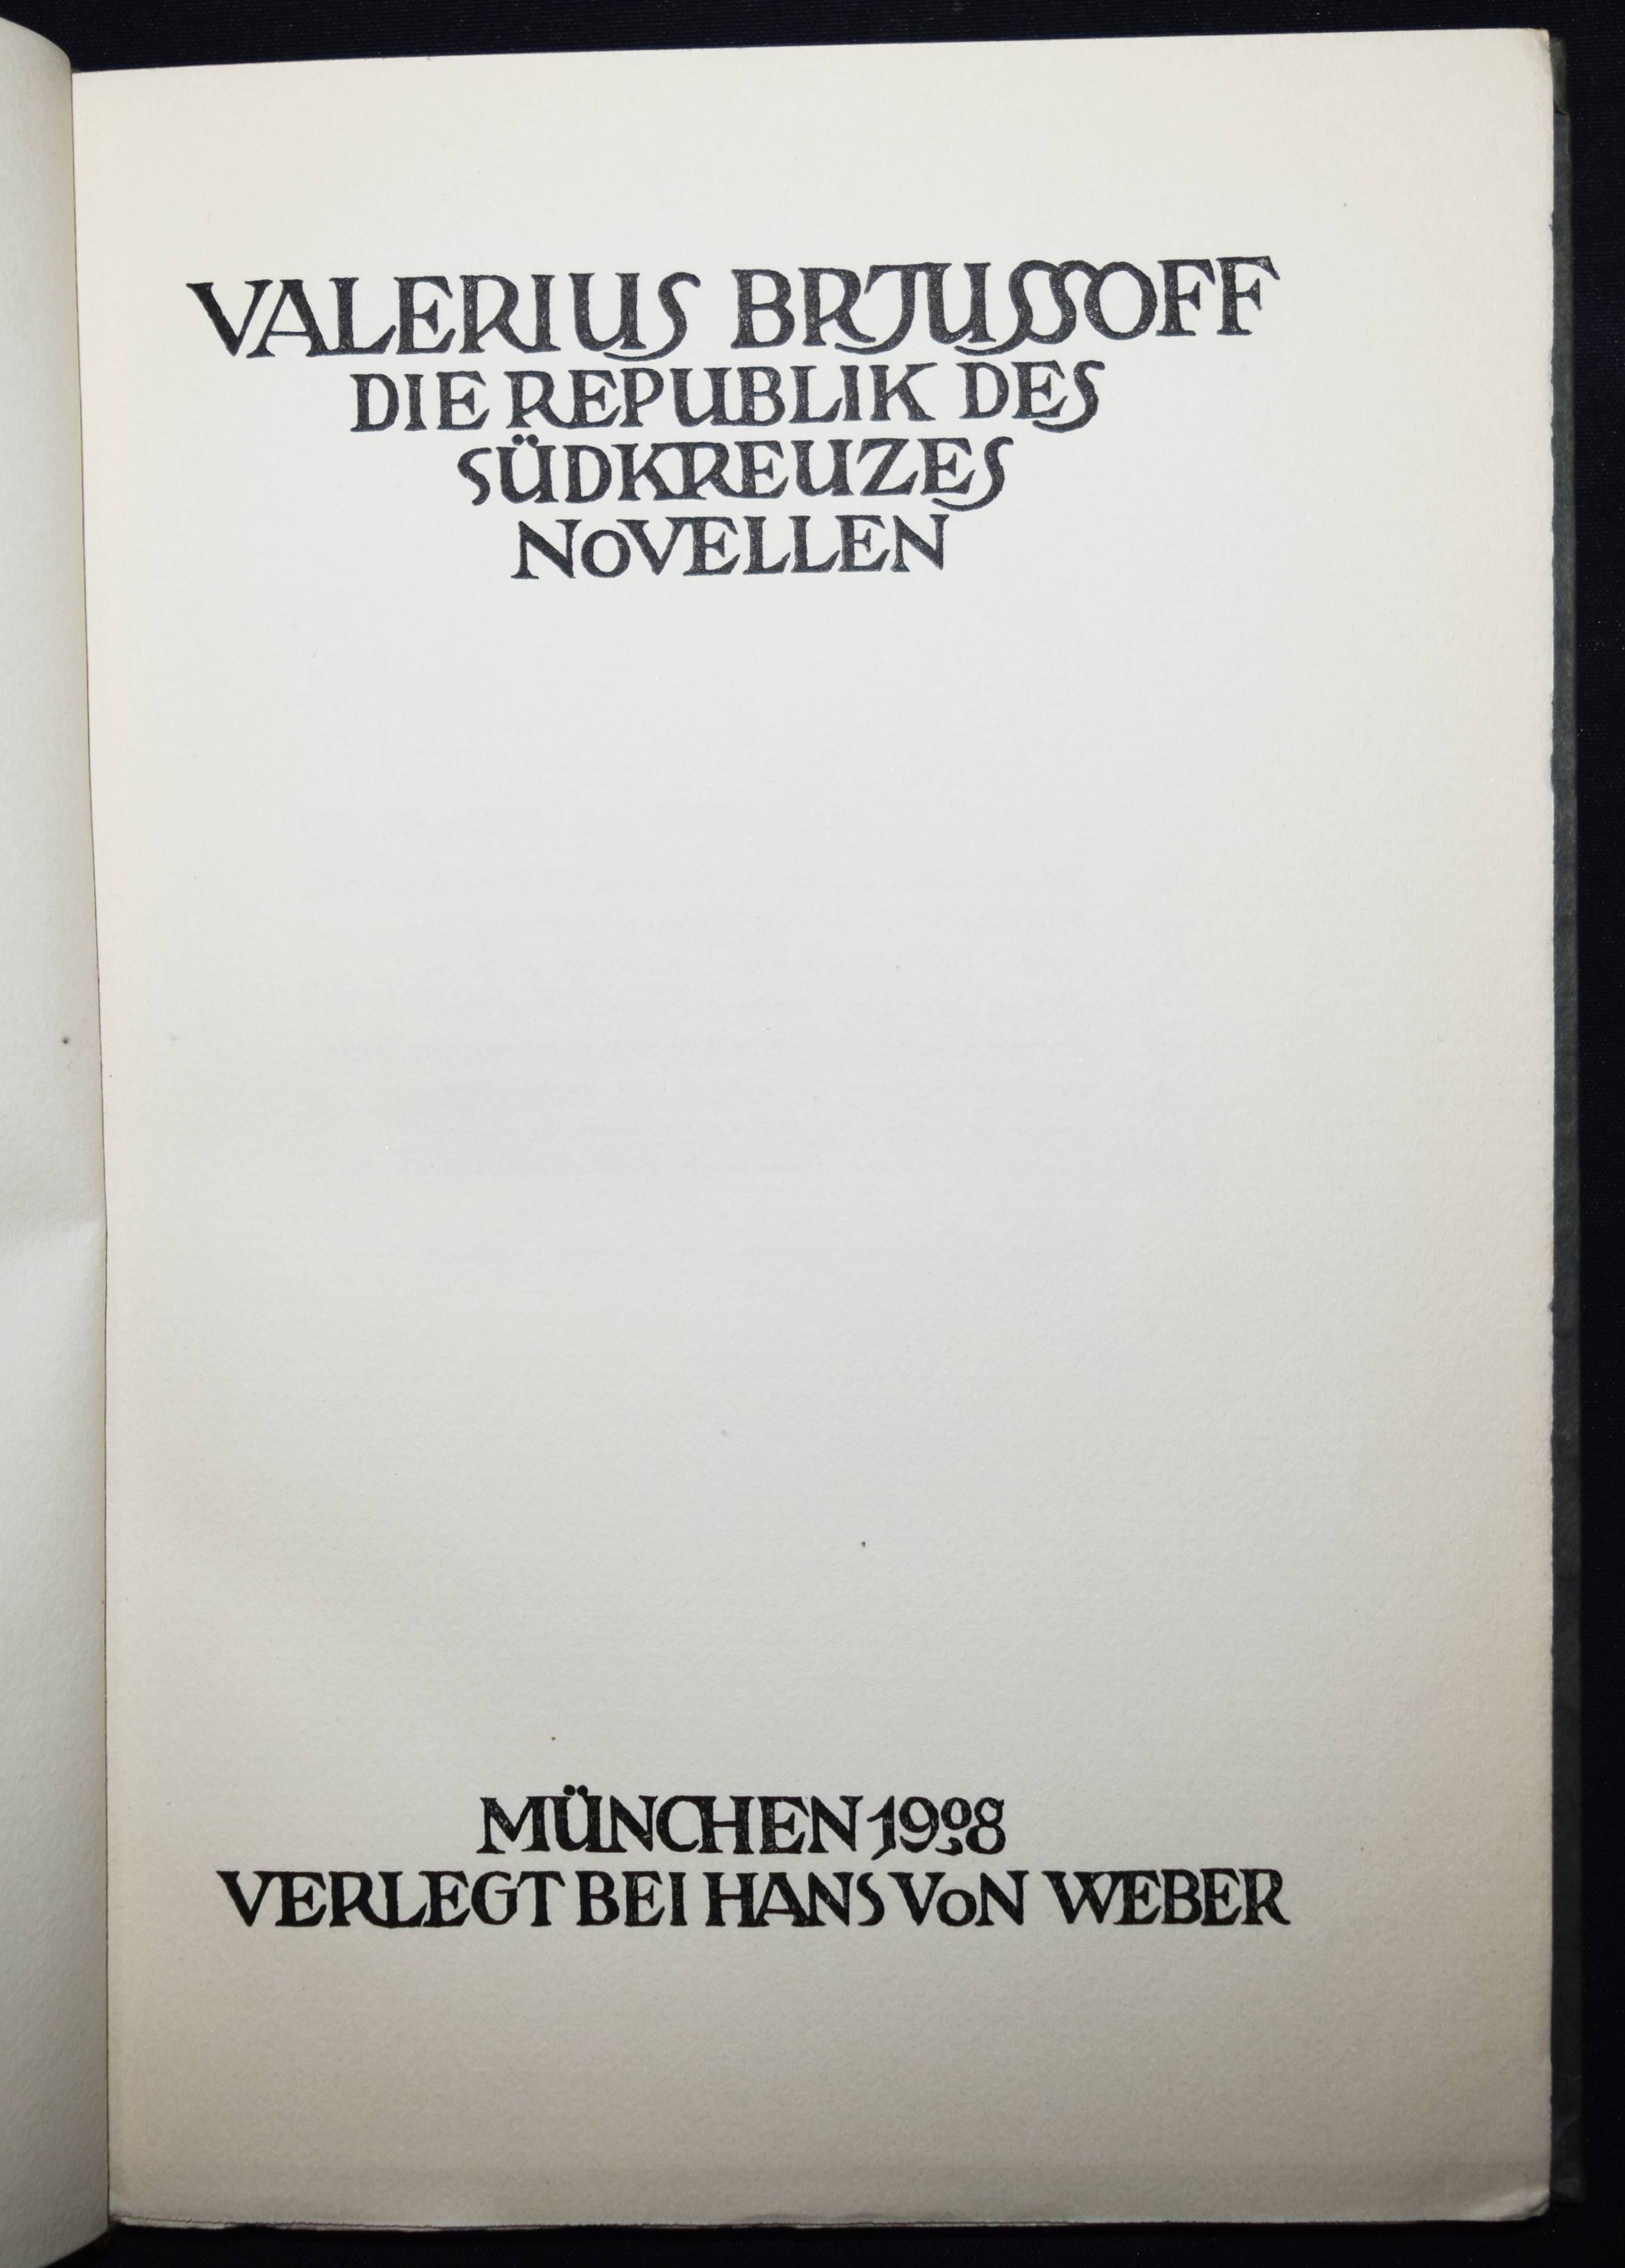 VALERIUS BRJUSSOFF
DIE REPUBLIK DES
SÜDKREUZES
NOVELLEN
MÜNCHEN 1908
VERLEGT BEI HANS VON WEBER